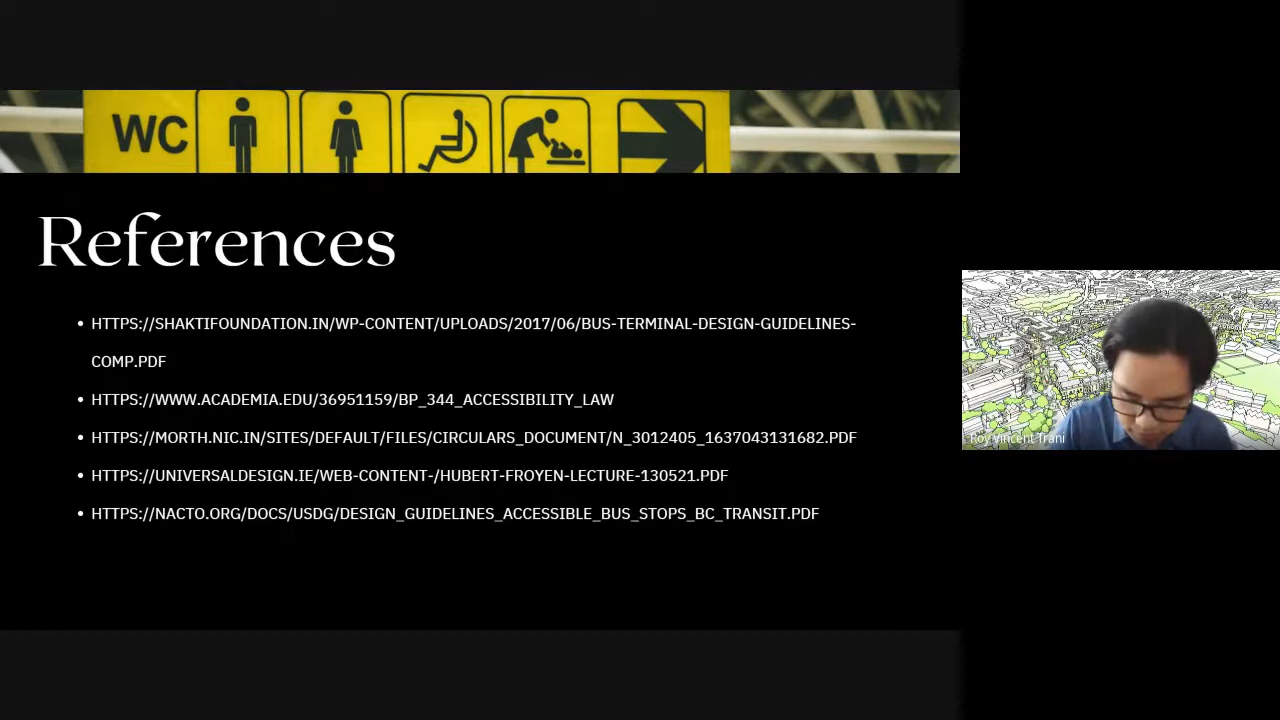 WC
References
• HTTPS://SHAKTIFOUNDATION.IN/WP-CONTENT/UPLOADS/2017/06/BUS-TERMINAL-DESIGN-GUIDELINES-
COMP.PDF
• HTTPS://WWW.ACADEMIA.EDU/36951159/BP_344_ACCESSIBILITY_LAW
• HTTPS://MORTH.NIC.IN/SITES/DEFAULT/FILES/CIRCULARS_DOCUMENT/N_3012405_1637043131682.PDF
• HTTPS://UNIVERSALDESIGN.IE/WEB-CONTENT-/HUBERT-FROYEN-LECTURE-130521.PDF
• HTTPS://NACTO.ORG/DOCS/USDG/DESIGN_GUIDELINES_ACCESSIBLE_BUS_STOPS_BC_TRANSIT.PDF
Roy Vincent Trani